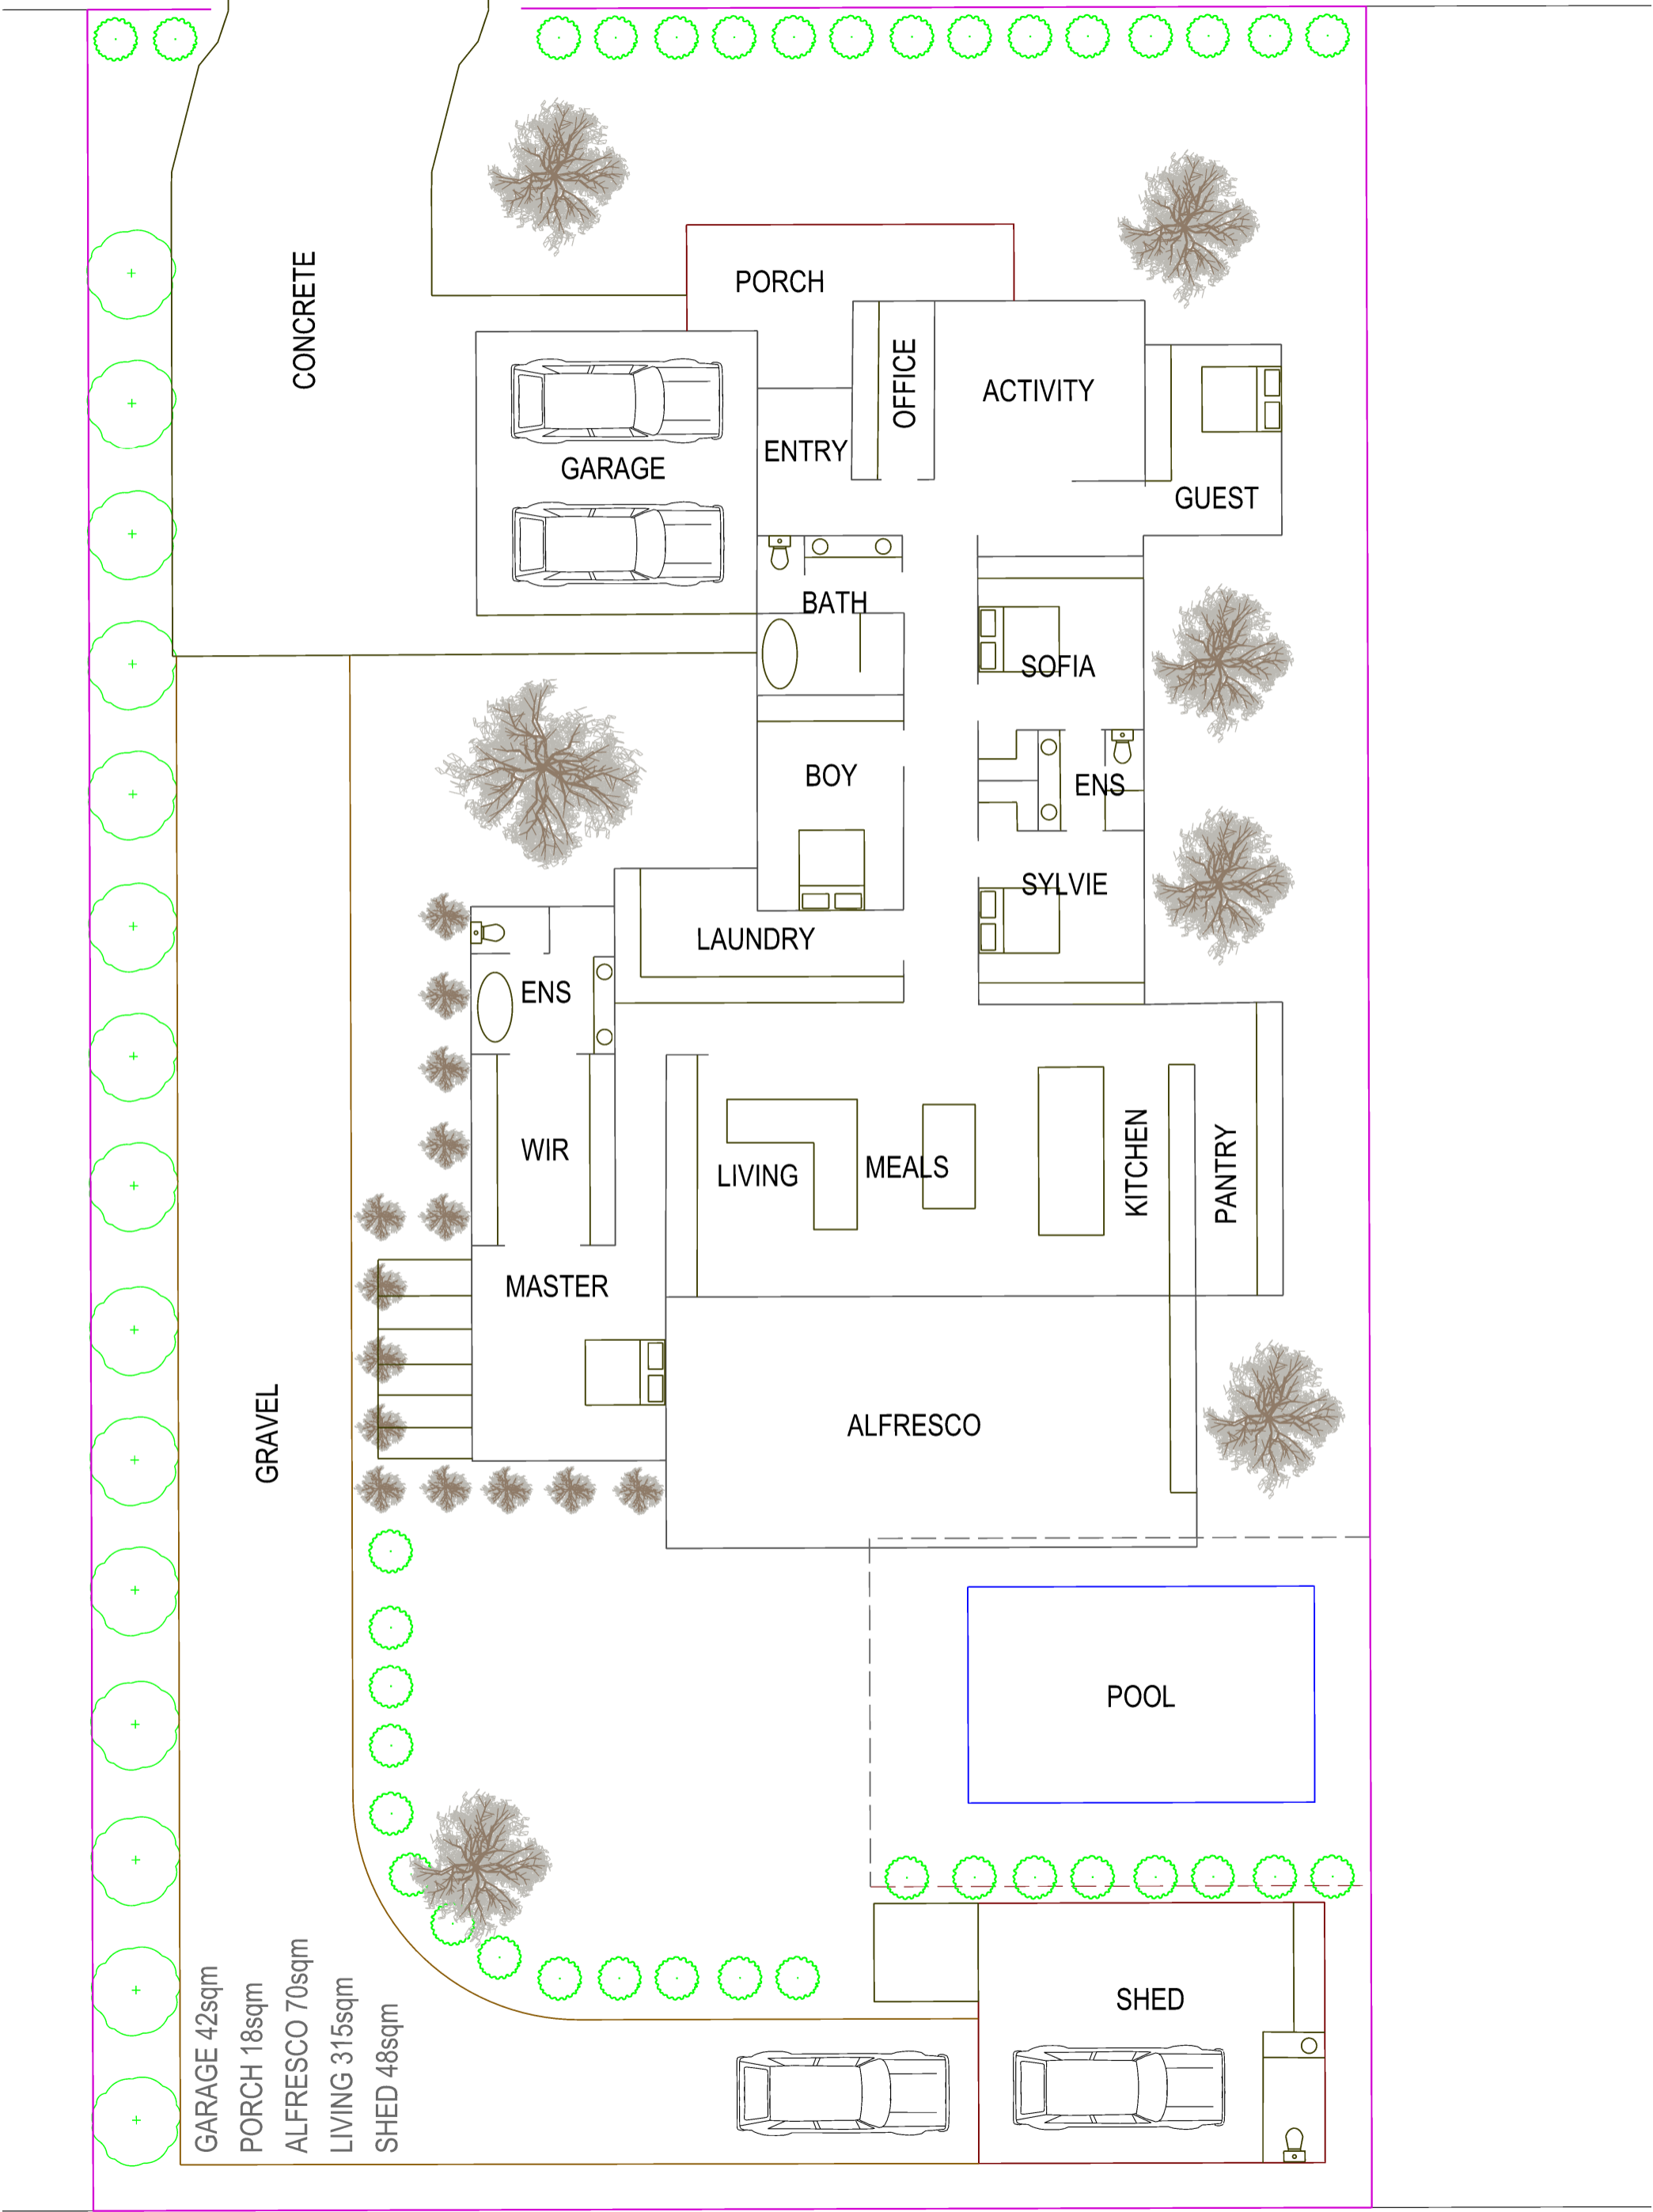 CONCRETE
PORCH
OFFICE
ACTIVITY
ENTRY
GARAGE
GUEST
BATH
SOFIA
BOY
ENS
SYLVIE
LAUNDRY
ENS
WIR
LIVING
MEALS
KITCHEN
PANTRY
MASTER
GRAVEL
ALFRESCO
POOL
SHED
GARAGE 42sqm
PORCH 18sqm
ALFRESCO 70sqm
LIVING 315sqm
SHED 48sqm